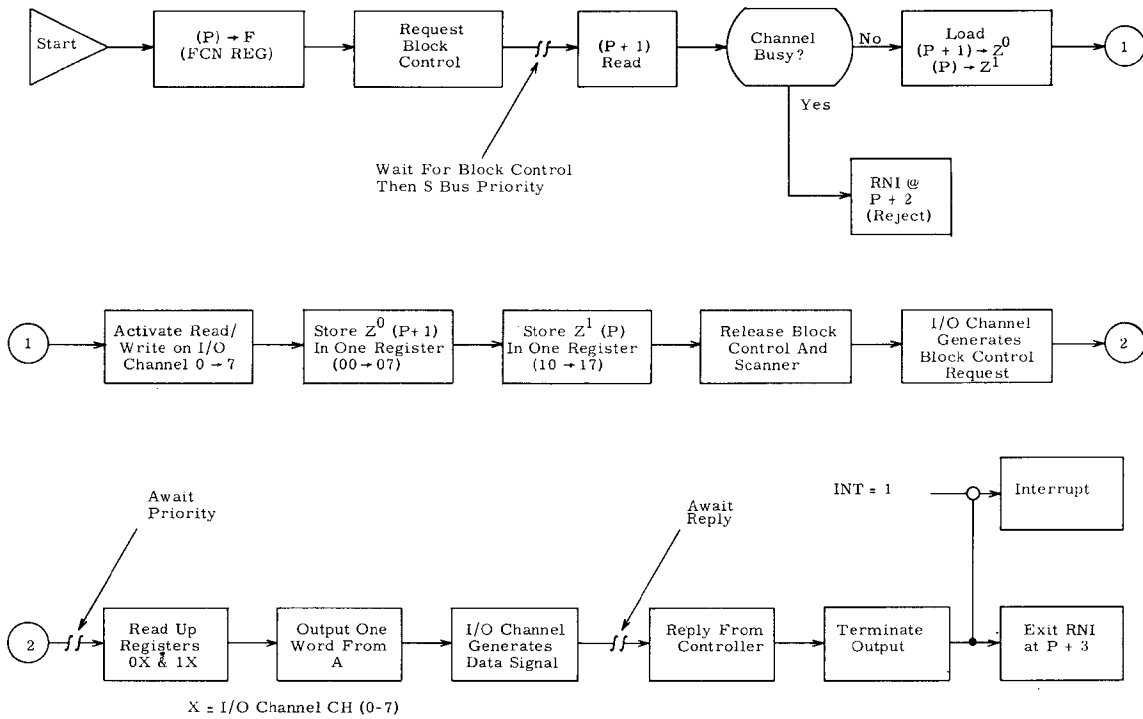 Start
(P) → F
(FCN REG)
Request
Block
Control
(P + 1)
Read
Channel
Busy?
No
Yes
Load
(P + 1) → Z⁰
(P) → Z¹
1
Wait For Block Control
Then S Bus Priority
RNI @
P + 2
(Reject)
1
Activate Read/
Write on I/O
Channel 0 → 7
Store Z⁰ (P+1)
In One Register
(00 → 07)
Store Z¹ (P)
In One Register
(10 → 17)
Release Block
Control And
Scanner
I/O Channel
Generates
Block Control
Request
2
Await
Priority
Await
Reply
INT = 1
Interrupt
2
Read Up
Registers
0X & 1X
Output One
Word From
A
I/O Channel
Generates
Data Signal
Reply From
Controller
Terminate
Output
Exit RNI
at P + 3
X = I/O Channel CH (0-7)